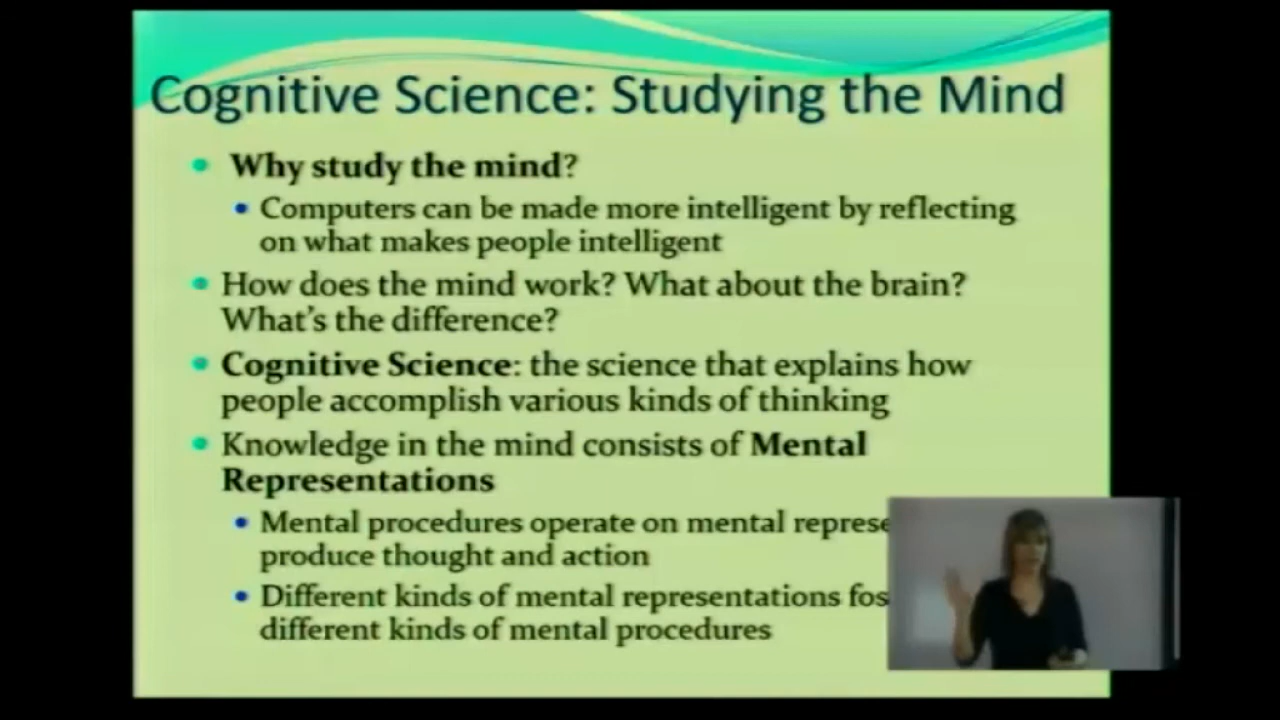 Cognitive Science: Studying the Mind
Why study the mind?
Computers can be made more intelligent by reflecting
on what makes people intelligent
How does the mind work? What about the brain?
What's the difference?
Cognitive Science: the science that explains how
people accomplish various kinds of thinking
Knowledge in the mind consists of Mental
Representations
Mental procedures operate on mental
produce thought and action
Different kinds of mental representations
different kinds of mental procedures